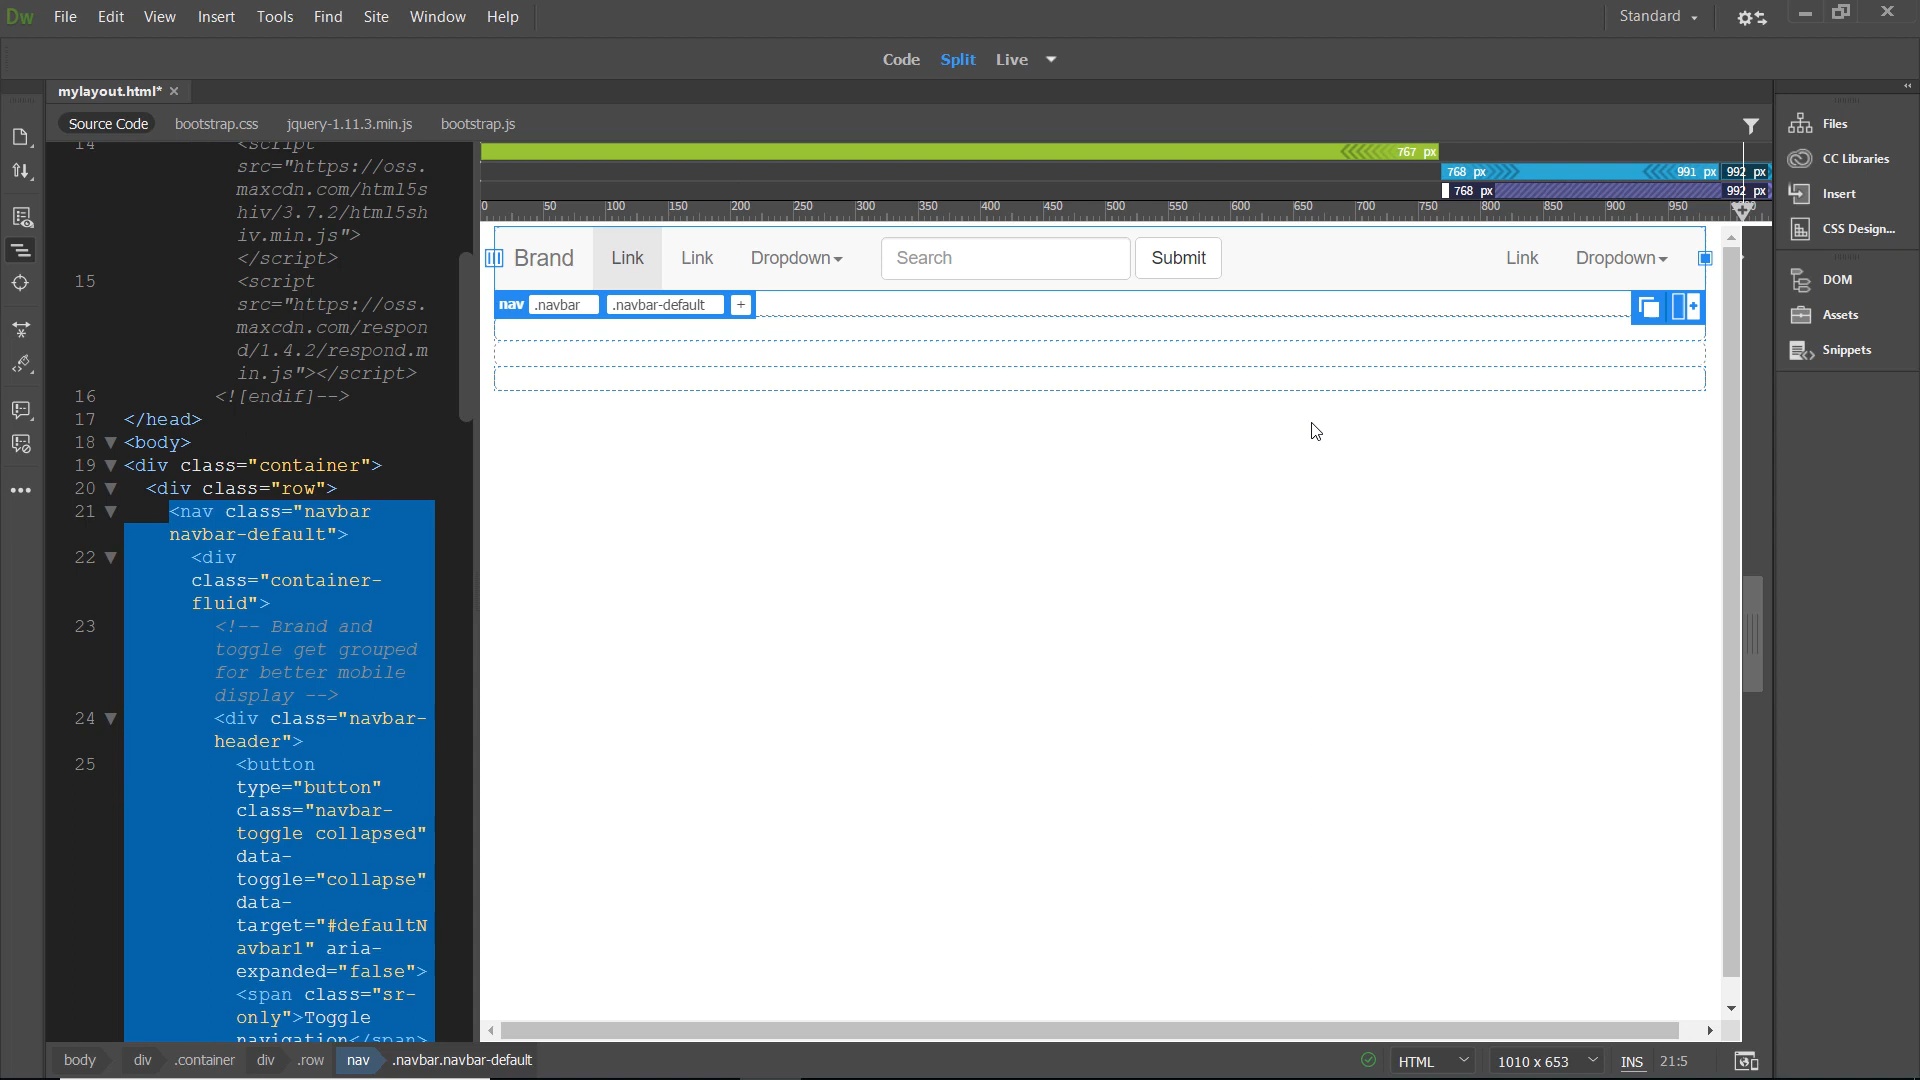 Dw File Edit View Insert Tools Find Site Window Help Standard
Code Split Live
mylayout.html*
Source Code bootstrap.css jquery-1.11.3.min.js bootstrap.js
767 px
768 px 991 px 992 px
768 px 992 px
0 50 100 150 200 250 300 350 400 450 500 550 600 650 700 750 800 850 900 950
14 <script
src="https://oss.
maxcdn.com/html5s
hiv/3.7.2/html5sh
iv.min.js">
</script>
15 <script
src="https://oss.
maxcdn.com/respon
d/1.4.2/respond.m
in.js"></script>
16 <![endif]-->
17 </head>
18 <body>
19 <div class="container">
20 <div class="row">
21 <nav class="navbar
navbar-default">
22 <div
class="container-
fluid">
23 <!-- Brand and
toggle get grouped
for better mobile
display -->
24 <div class="navbar-
header">
25 <button
type="button"
class="navbar-
toggle collapsed"
data-
toggle="collapse"
data-
target="#defaultN
avbar1" aria-
expanded="false">
<span class="sr-
only">Toggle
navigation</span>
Brand Link Link Dropdown Search Submit Link Dropdown
nav .navbar .navbar-default +
Files
CC Libraries
Insert
CSS Design...
DOM
Assets
Snippets
body div .container div .row nav .navbar.navbar-default HTML 1010 x 653 INS 21:5